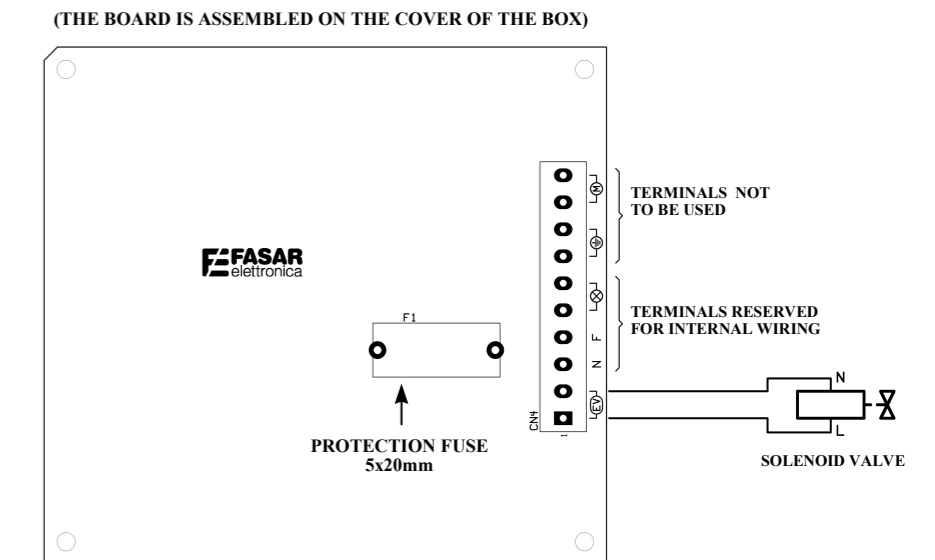 (THE BOARD IS ASSEMBLED ON THE COVER OF THE BOX)
M
TERMINALS NOT
TO BE USED
FASAR
elettronica
F1
TERMINALS RESERVED
FOR INTERNAL WIRING
F
N
EV
CN4
1
N
L
PROTECTION FUSE
5x20mm
SOLENOID VALVE